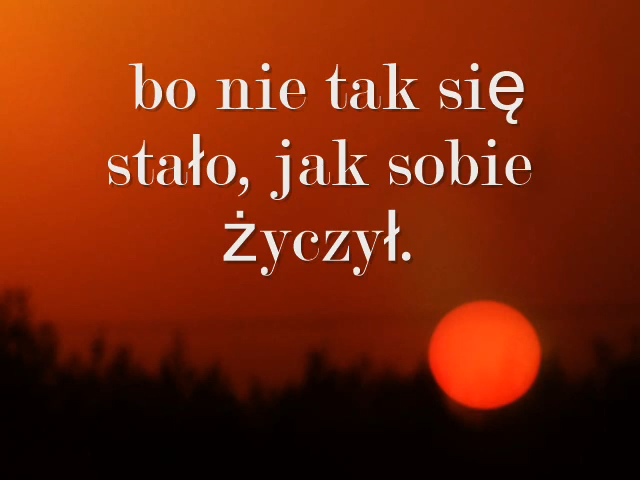 bo nie tak się
stało, jak sobie
życzył.